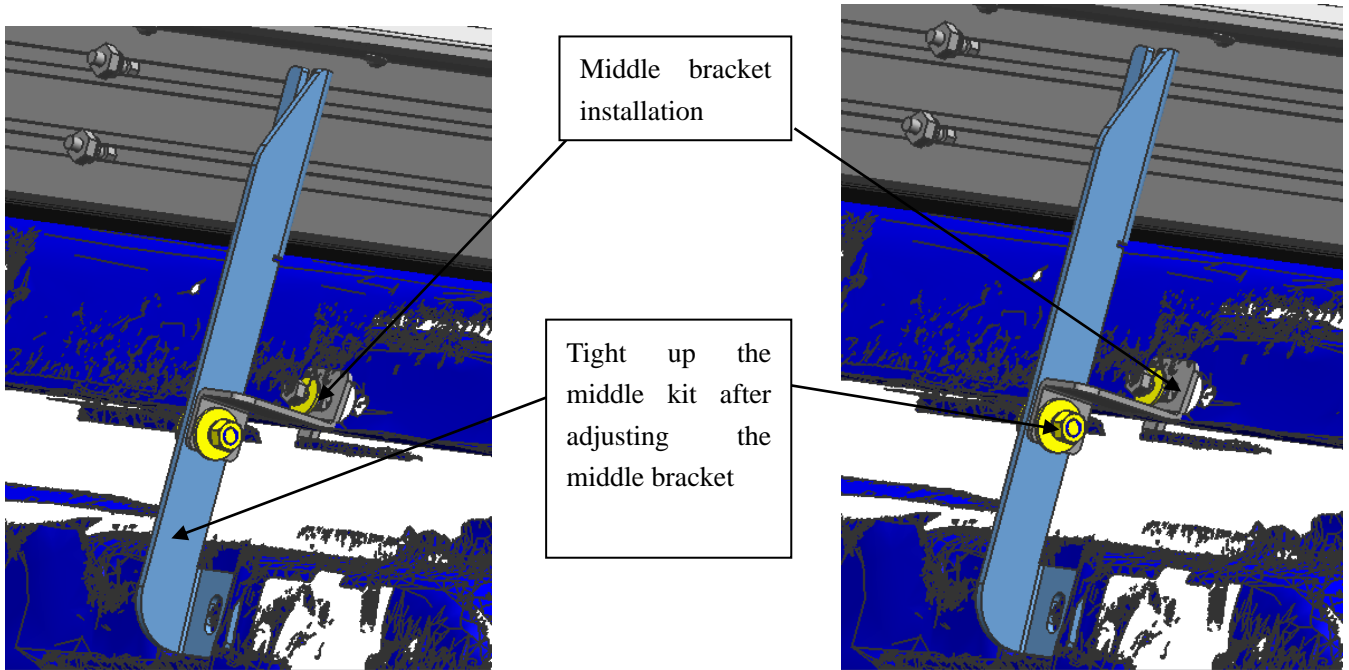 Middle bracket
installation
Tight up the
middle kit after
adjusting the
middle bracket